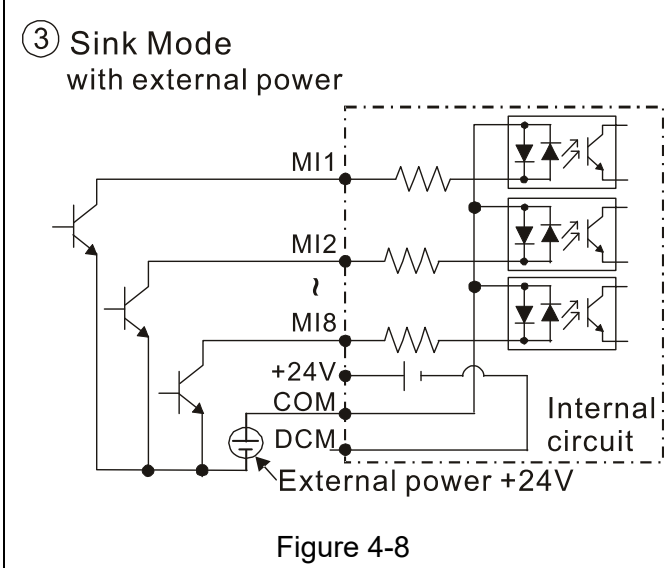 ③ Sink Mode
with external power
MI1
MI2
~
MI8
+24V
COM
DCM
Internal
circuit
External power +24V
Figure 4-8